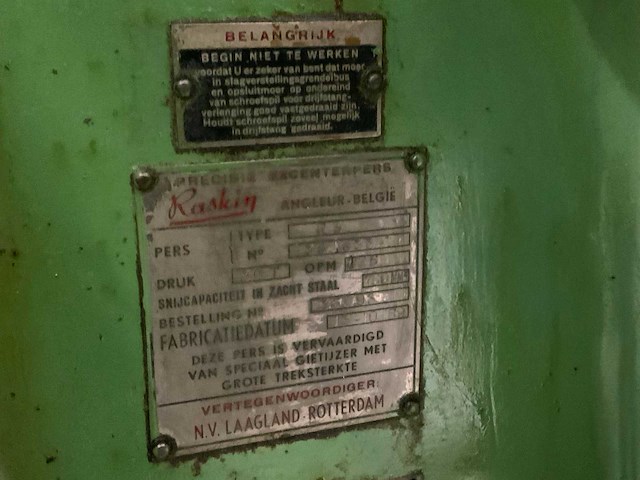 BELANGRIJK
BEGIN NIET TE WERKEN
oordat U er zeker van bent dat moer
in slagverstellingsgrendelbus
en opsluitmoer op ondereind
van schroefspil voor drijfstang-
verlenging goed vastgedraaid zijn.
Houdt schroefspil zoveel mogelijk
in drijfstang gedraaid.
PRECISIE EXCENTERPERS
Raskin ANGLEUR-BELGIË
PERS TYPE
Nº
DRUK OPM
SNIJCAPACITEIT IN ZACHT STAAL
BESTELLING Nº
FABRICATIEDATUM
DEZE PERS IS VERVAARDIGD
VAN SPECIAAL GIETIJZER MET
GROTE TREKSTERKTE
VERTEGENWOORDIGER
N.V. LAAGLAND-ROTTERDAM